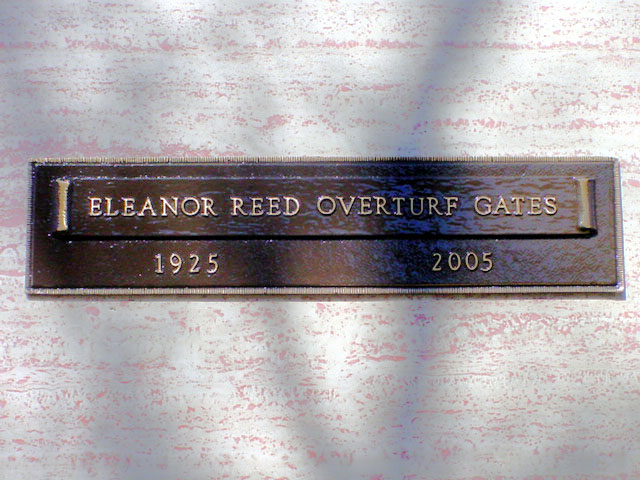 ELEANOR REED OVERTURF GATES
1925 2005